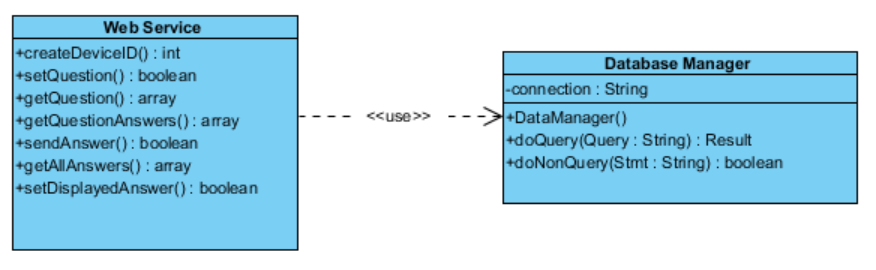 Web Service
+createDeviceID() : int
+setQuestion() : boolean
+getQuestion() : array
+getQuestionAnswers() : array
+sendAnswer() : boolean
+getAllAnswers() : array
+setDisplayedAnswer() : boolean
<<use>>
Database Manager
-connection : String
+DataManager()
+doQuery(Query : String) : Result
+doNonQuery(Stmt : String) : boolean